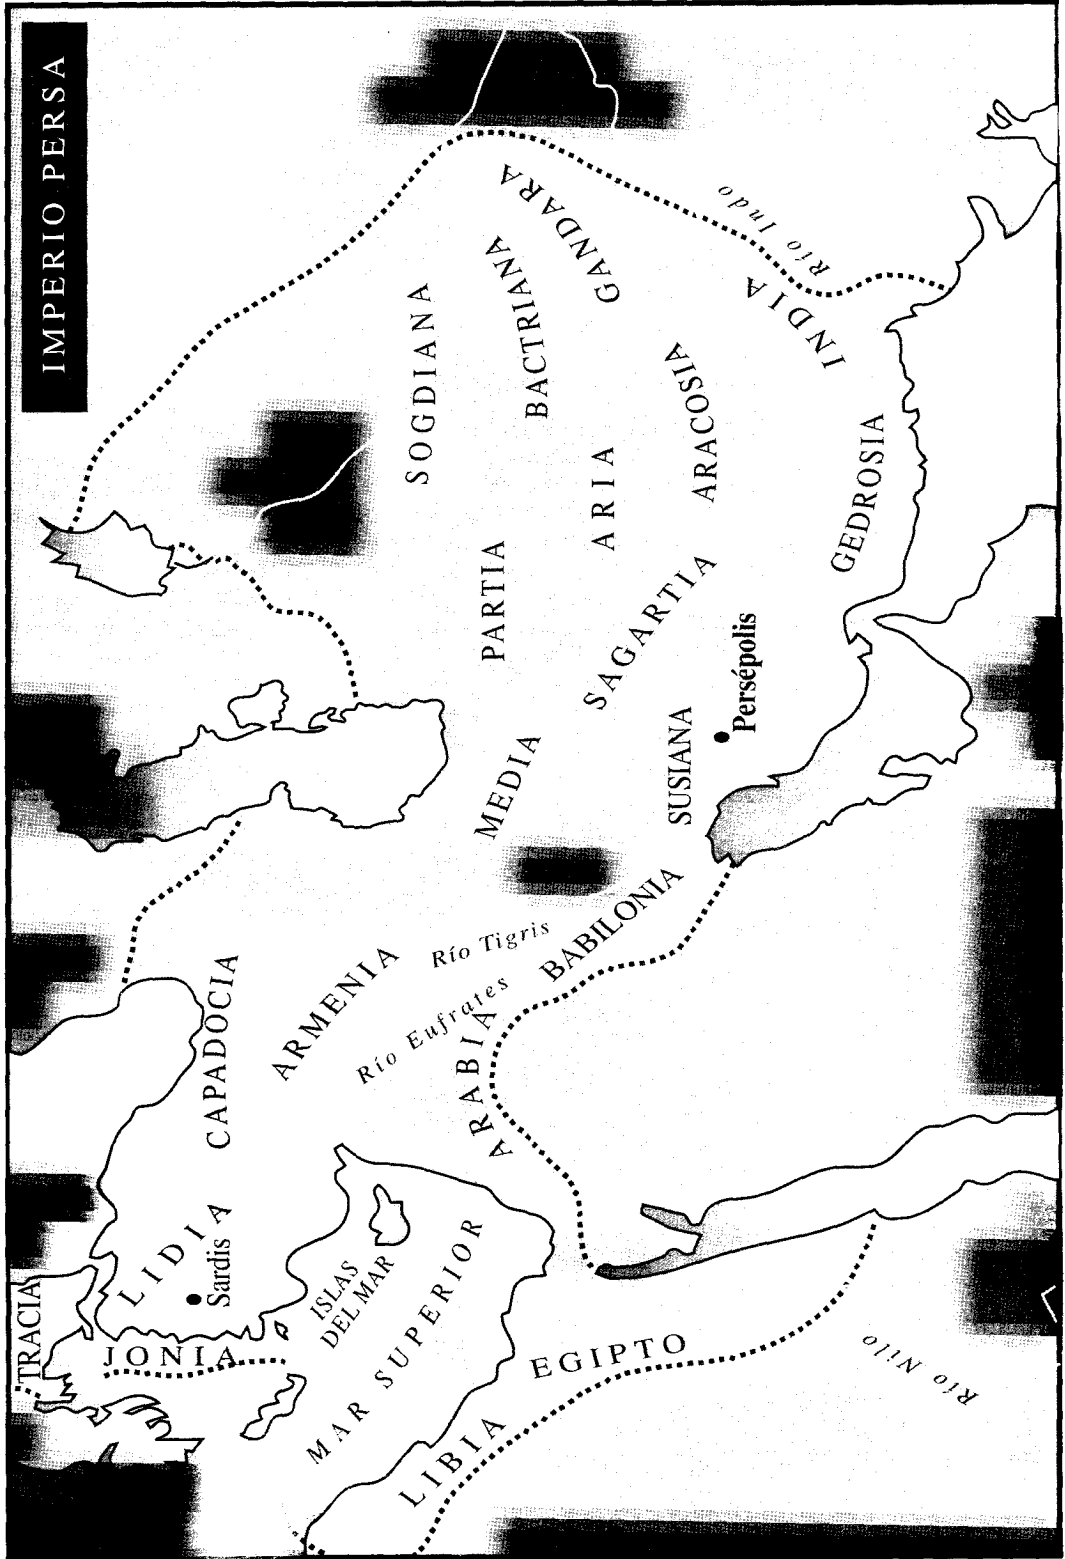 IMPERIO PERSA
TRACIA
JONIA
LIDIA
Sardis
CAPADOCIA
ARMENIA
ISLAS
DEL MAR
MAR SUPERIOR
LIBIA
EGIPTO
Río Nilo
ARABIA
Río Eufrates
Río Tigris
BABILONIA
MEDIA
SUSIANA
Persépolis
SAGARTIA
PARTIA
ARIA
SOGDIANA
BACTRIANA
GANDARA
ARACOSIA
GEDROSIA
INDIA
Río Indo